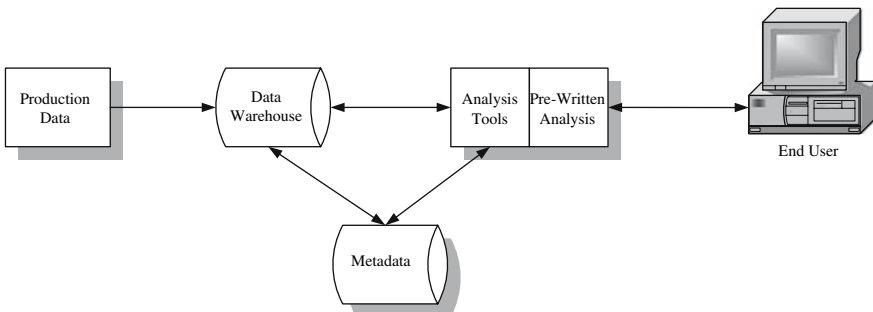 Production
Data
Data
Warehouse
Analysis
Tools
Pre-Written
Analysis
End User
Metadata